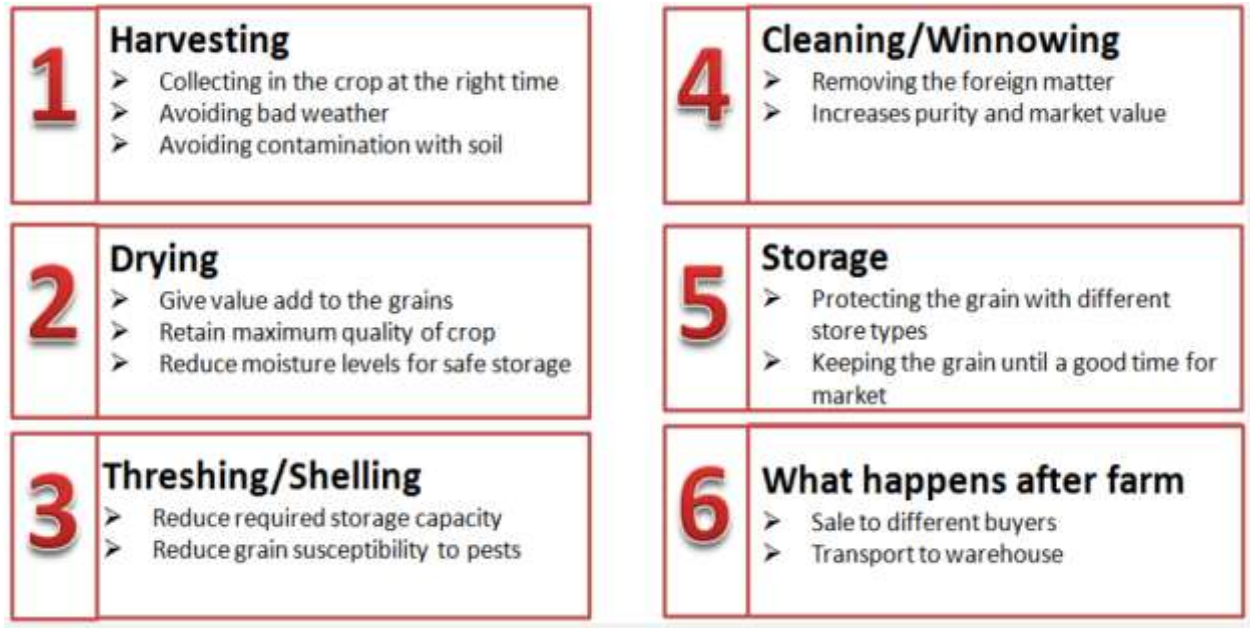 1
Harvesting
➤ Collecting in the crop at the right time
➤ Avoiding bad weather
➤ Avoiding contamination with soil
2
Drying
➤ Give value add to the grains
➤ Retain maximum quality of crop
➤ Reduce moisture levels for safe storage
3
Threshing/Shelling
➤ Reduce required storage capacity
➤ Reduce grain susceptibility to pests
4
Cleaning/Winnowing
➤ Removing the foreign matter
➤ Increases purity and market value
5
Storage
➤ Protecting the grain with different
store types
➤ Keeping the grain until a good time for
market
6
What happens after farm
➤ Sale to different buyers
➤ Transport to warehouse